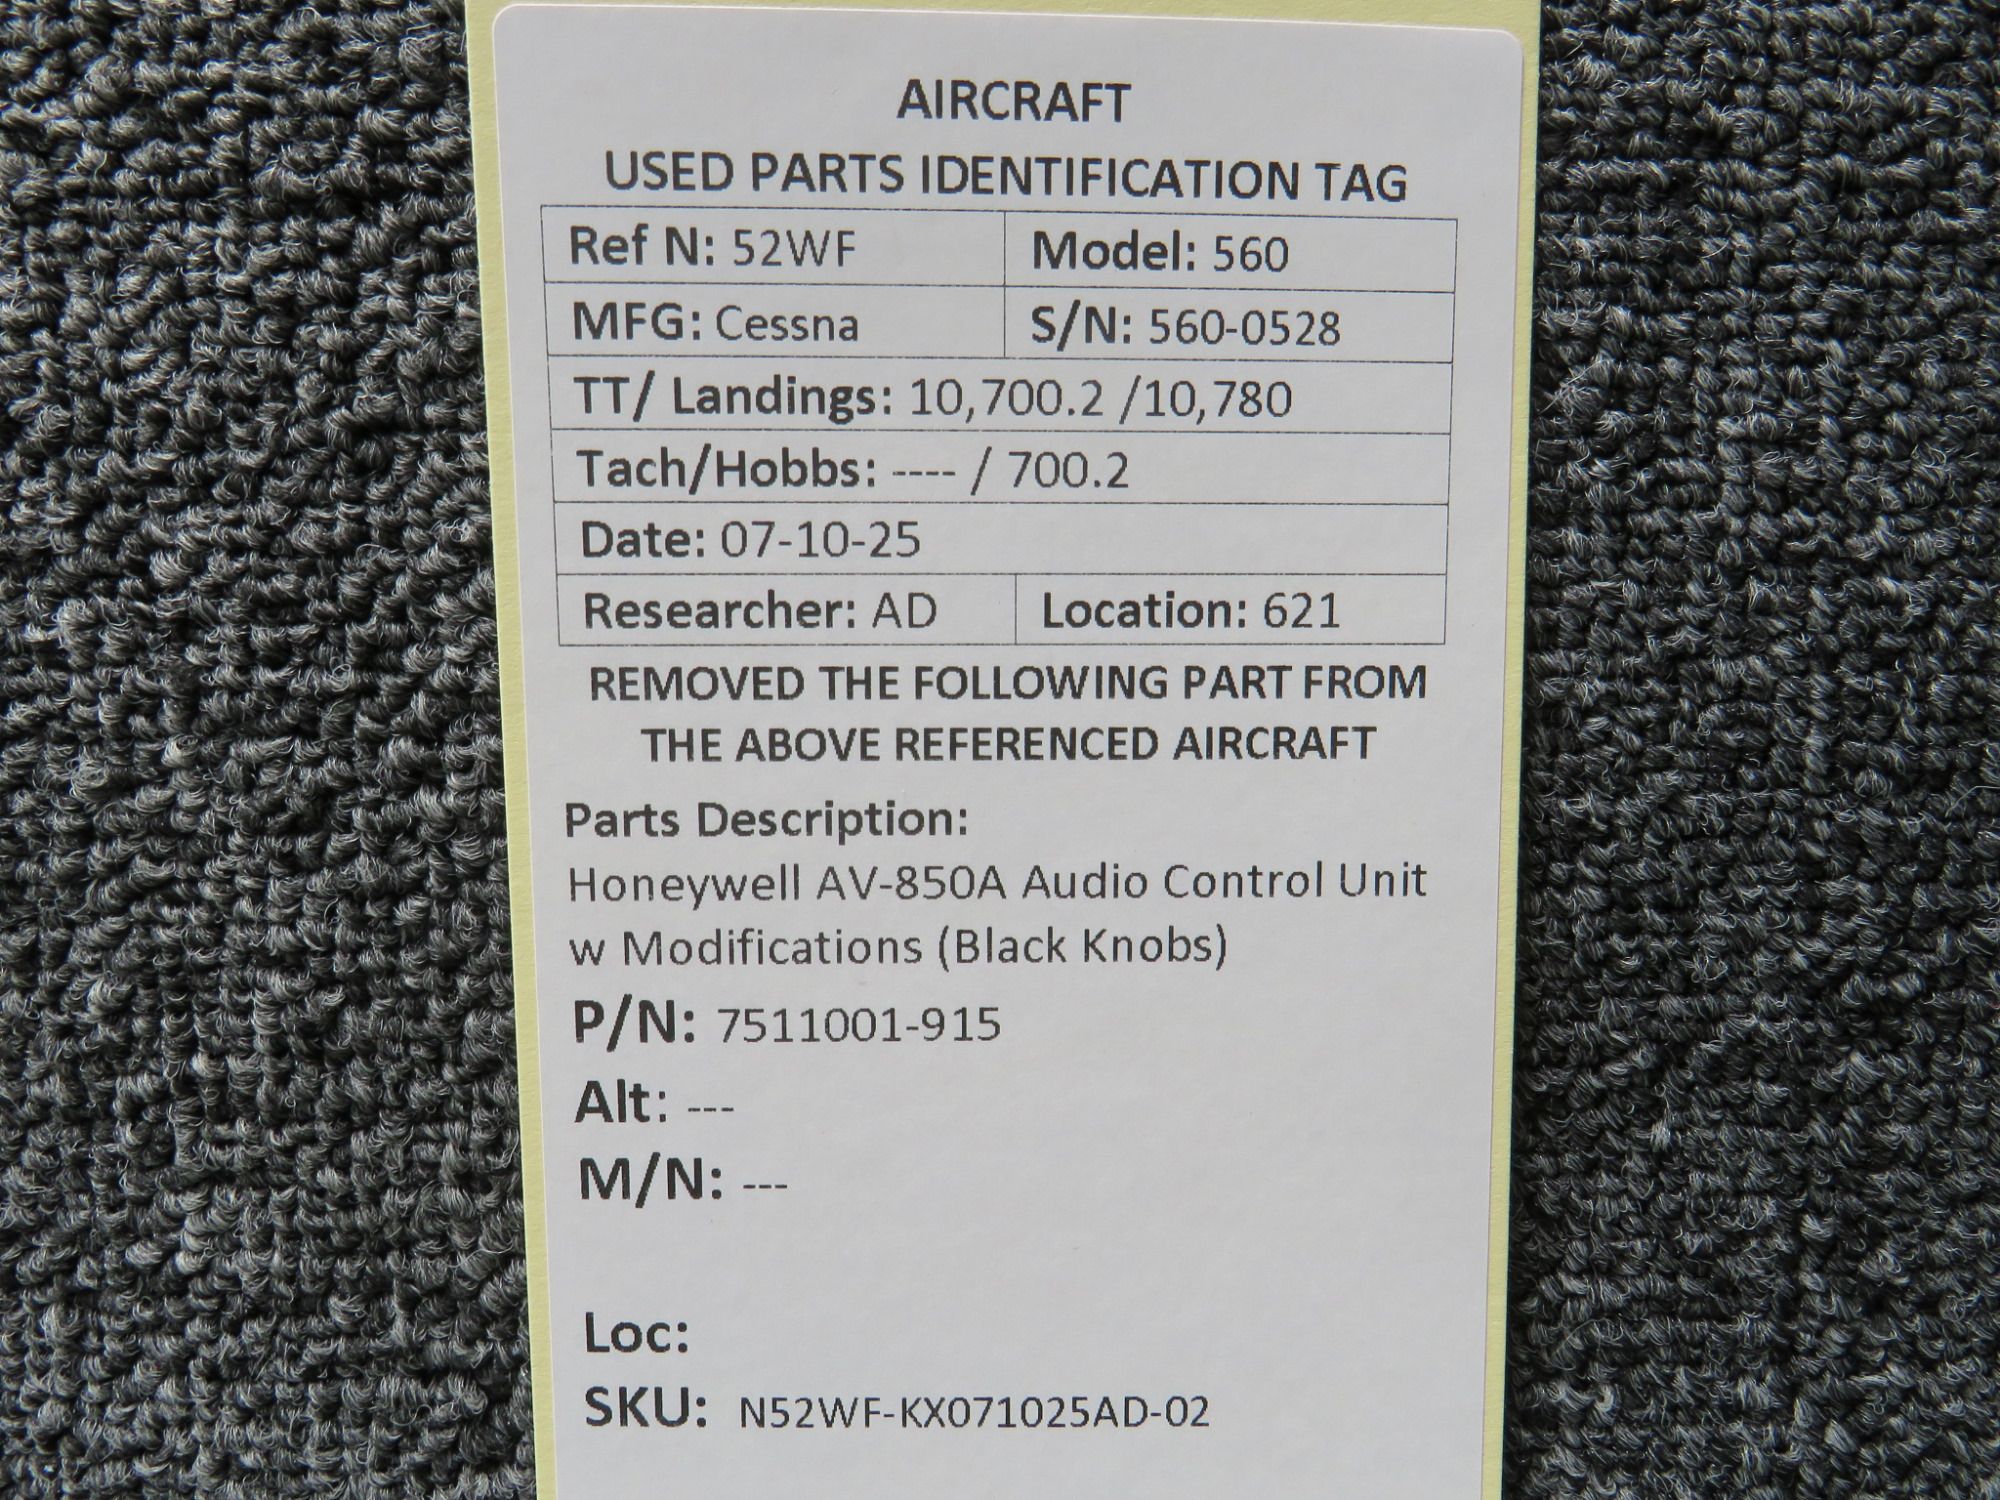 AIRCRAFT
USED PARTS IDENTIFICATION TAG
Ref N: 52WF Model: 560
MFG: Cessna S/N: 560-0528
TT/ Landings: 10,700.2 /10,780
Tach/Hobbs: ---- / 700.2
Date: 07-10-25
Researcher: AD Location: 621
REMOVED THE FOLLOWING PART FROM
THE ABOVE REFERENCED AIRCRAFT
Parts Description:
Honeywell AV-850A Audio Control Unit
w Modifications (Black Knobs)
P/N: 7511001-915
Alt: ---
M/N: ---
Loc:
SKU: N52WF-KX071025AD-02